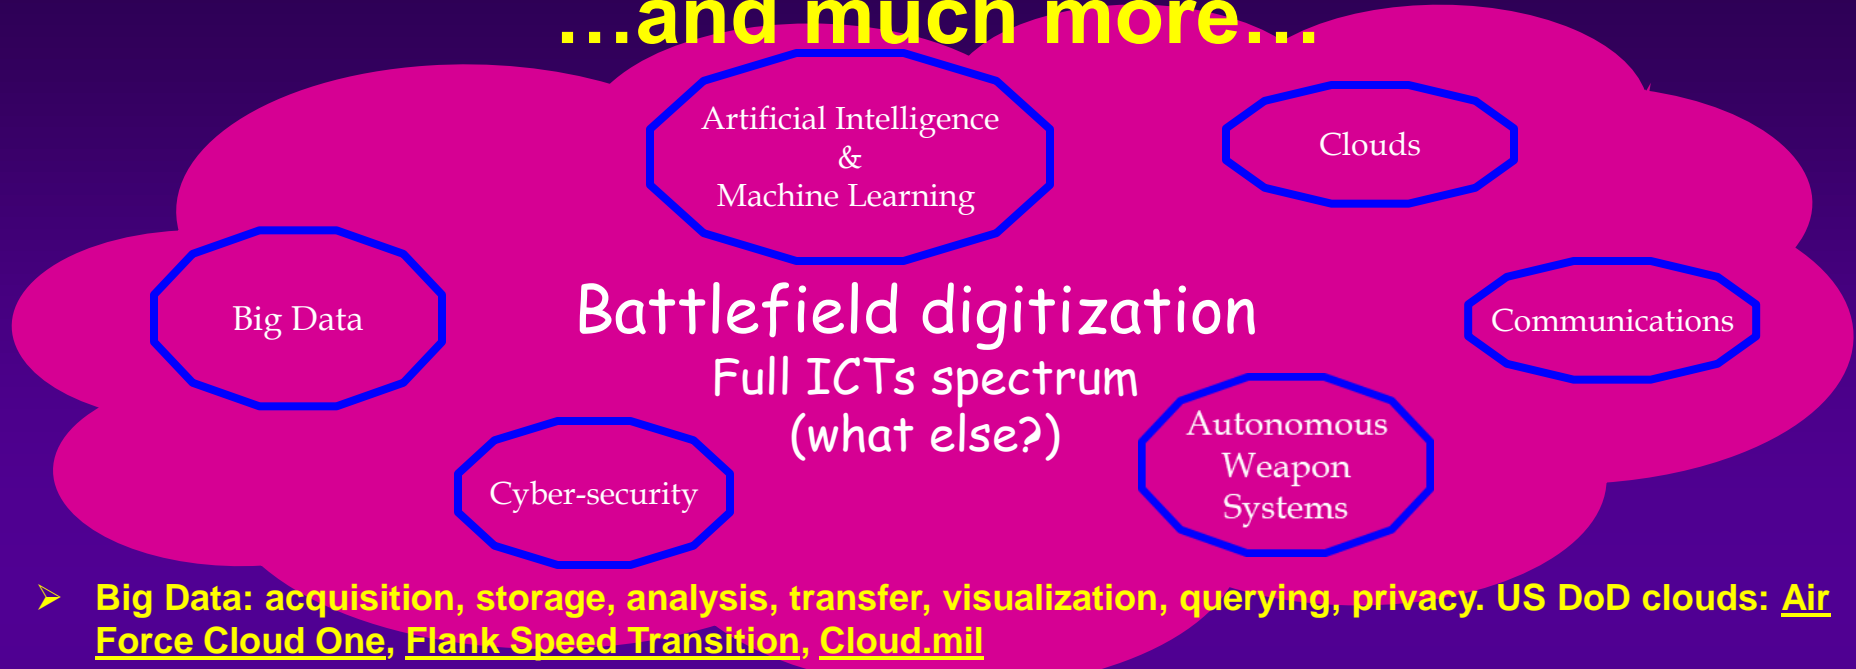 …and much more…
Artificial Intelligence
&
Machine Learning
Clouds
Big Data
Battlefield digitization
Full ICTs spectrum
(what else?)
Communications
Cyber-security
Autonomous
Weapon
Systems
➢ Big Data: acquisition, storage, analysis, transfer, visualization, querying, privacy. US DoD clouds: Air
Force Cloud One, Flank Speed Transition, Cloud.mil